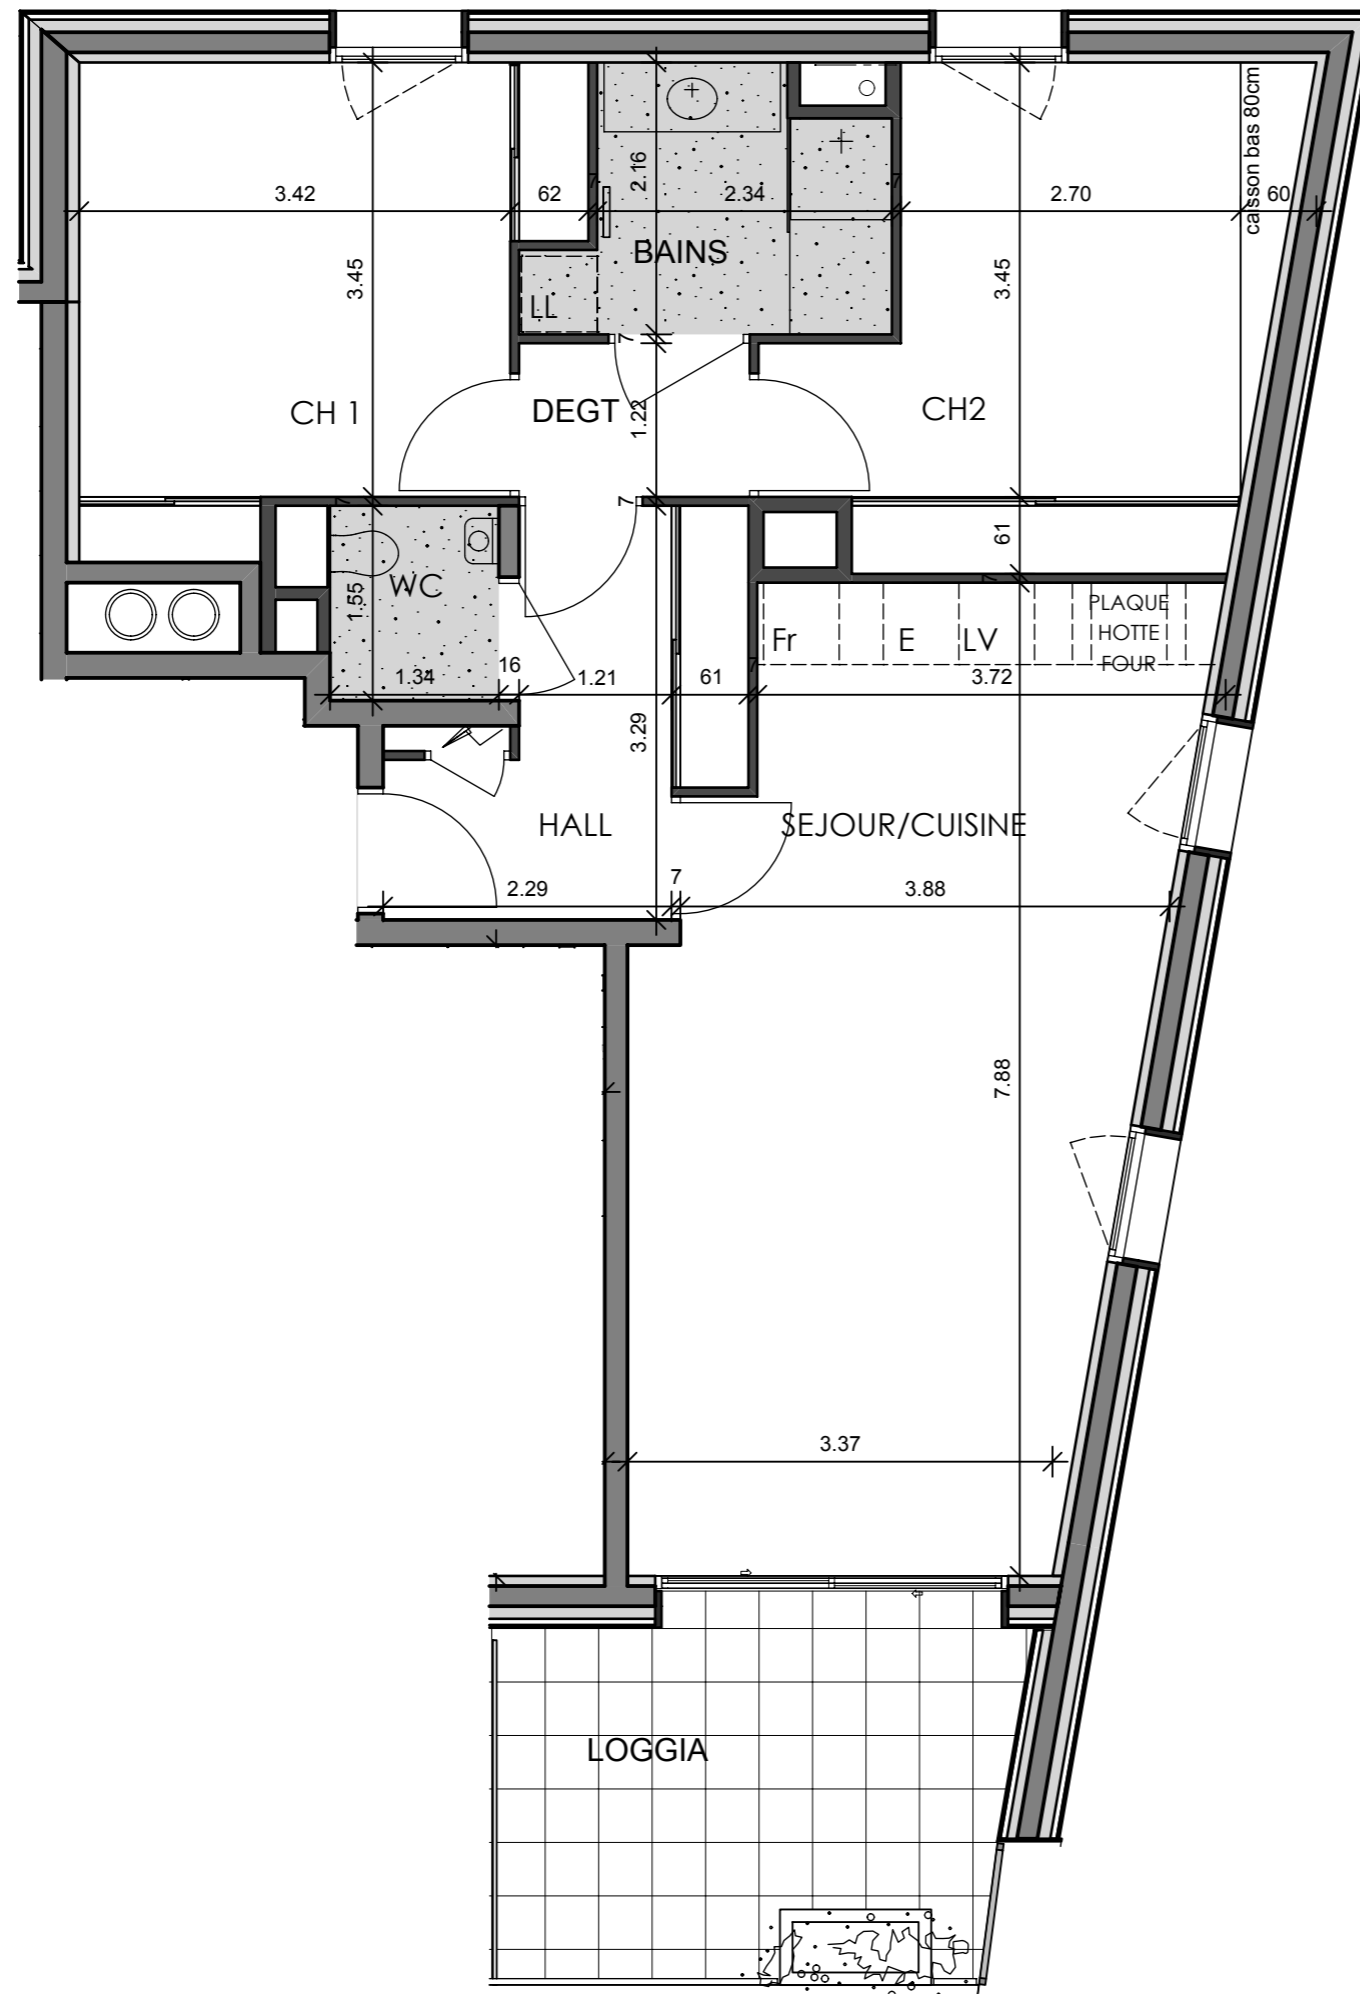 caisson bas 80cm
3.42
62
7
2.16
2.34
7
2.70
60
BAINS
3.45
3.45
LL
7
CH 1
DEGT
1.22
CH2
7
7
61
7
WC
1.55
PLAQUE
HOTTE
FOUR
Fr
E
LV
1.34
16
1.21
61
7
3.72
3.29
HALL
SEJOUR/CUISINE
2.29
7
3.88
7.88
3.37
LOGGIA